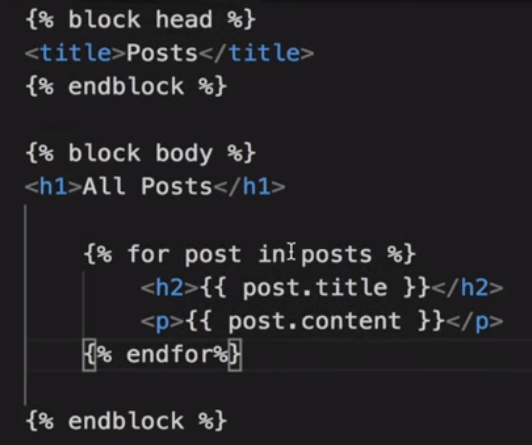 {% block head %}
<title>Posts</title>
{% endblock %}
{% block body %}
<h1>All Posts</h1>
{% for post in posts %}
<h2>{{ post.title }}</h2>
<p>{{ post.content }}</p>
{% endfor%}
{% endblock %}